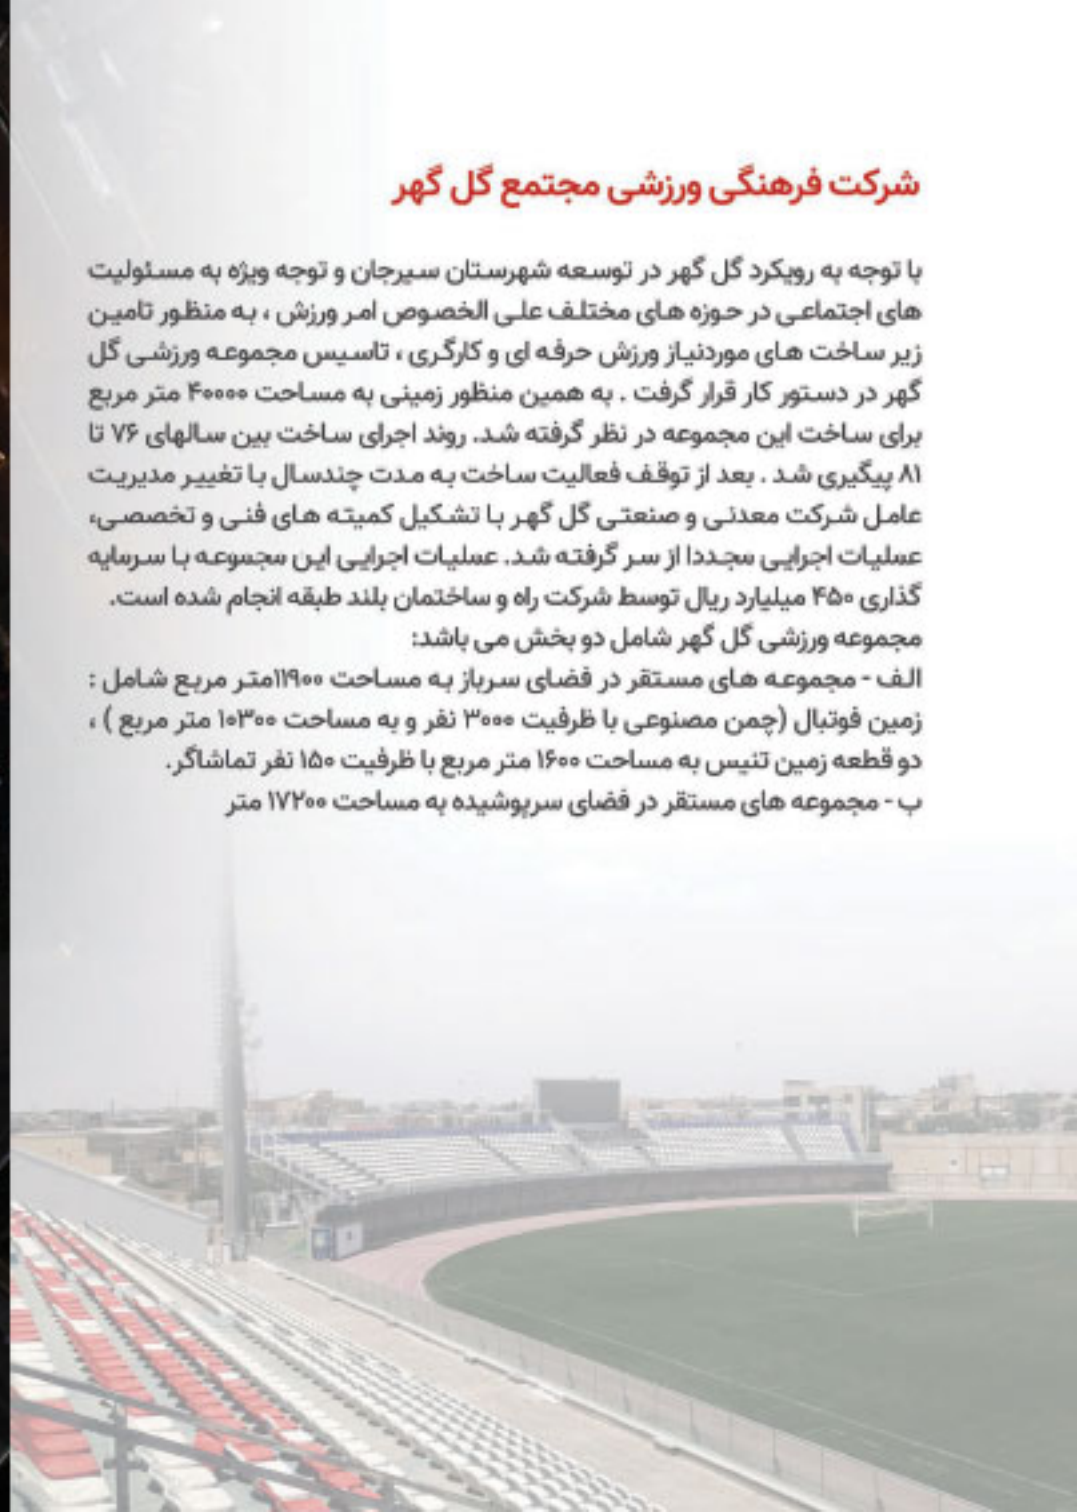 شرکت فرهنگی ورزشی مجتمع گل گهر
با توجه به رویکرد گل گهر در توسعه شهرستان سیرجان و توجه ویژه به مسئولیت
های اجتماعی در حوزه های مختلف علی الخصوص امر ورزش ، به منظور تامین
زیر ساخت های موردنیاز ورزش حرفه ای و کارگری ، تاسیس مجموعه ورزشی گل
گهر در دستور کار قرار گرفت . به همین منظور زمینی به مساحت ۴۰۰۰۰ متر مربع
برای ساخت این مجموعه در نظر گرفته شد. روند اجرای ساخت بین سالهای ۷۶ تا
۸۱ پیگیری شد . بعد از توقف فعالیت ساخت به مدت چندسال با تغییر مدیریت
عامل شرکت معدنی و صنعتی گل گهر با تشکیل کمیته های فنی و تخصصی،
عملیات اجرایی مجددا از سر گرفته شد. عملیات اجرایی این مجموعه با سرمایه
گذاری ۴۵۰ میلیارد ریال توسط شرکت راه و ساختمان بلند طبقه انجام شده است.
مجموعه ورزشی گل گهر شامل دو بخش می باشد:
الف - مجموعه های مستقر در فضای سرباز به مساحت ۱۱۹۰۰متر مربع شامل :
زمین فوتبال (چمن مصنوعی با ظرفیت ۳۰۰۰ نفر و به مساحت ۱۰۳۰۰ متر مربع ) ،
دو قطعه زمین تنیس به مساحت ۱۶۰۰ متر مربع با ظرفیت ۱۵۰ نفر تماشاگر.
ب - مجموعه های مستقر در فضای سرپوشیده به مساحت ۱۷۲۰۰ متر